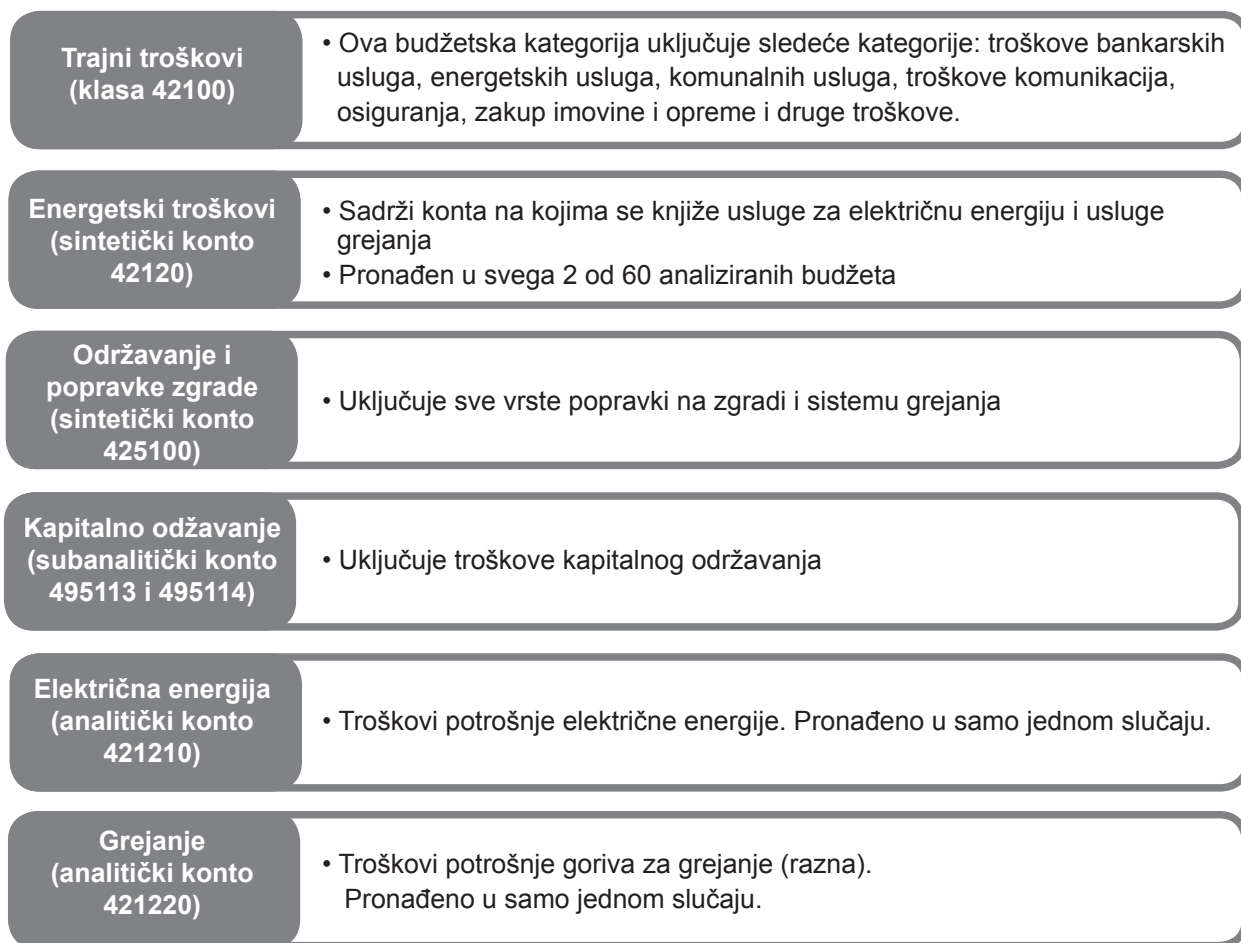 Trajni troškovi
(klasa 42100)
• Ova budžetska kategorija uključuje sledeće kategorije: troškove bankarskih
usluga, energetskih usluga, komunalnih usluga, troškove komunikacija,
osiguranja, zakup imovine i opreme i druge troškove.
Energetski troškovi
(sintetički konto
42120)
• Sadrži konta na kojima se knjiže usluge za električnu energiju i usluge
grejanja
• Pronađen u svega 2 od 60 analiziranih budžeta
Održavanje i
popravke zgrade
(sintetički konto
425100)
• Uključuje sve vrste popravki na zgradi i sistemu grejanja
Kapitalno odžavanje
(subanalitički konto
495113 i 495114)
• Uključuje troškove kapitalnog održavanja
Električna energija
(analitički konto
421210)
• Troškovi potrošnje električne energije. Pronađeno u samo jednom slučaju.
Grejanje
(analitički konto
421220)
• Troškovi potrošnje goriva za grejanje (razna).
Pronađeno u samo jednom slučaju.